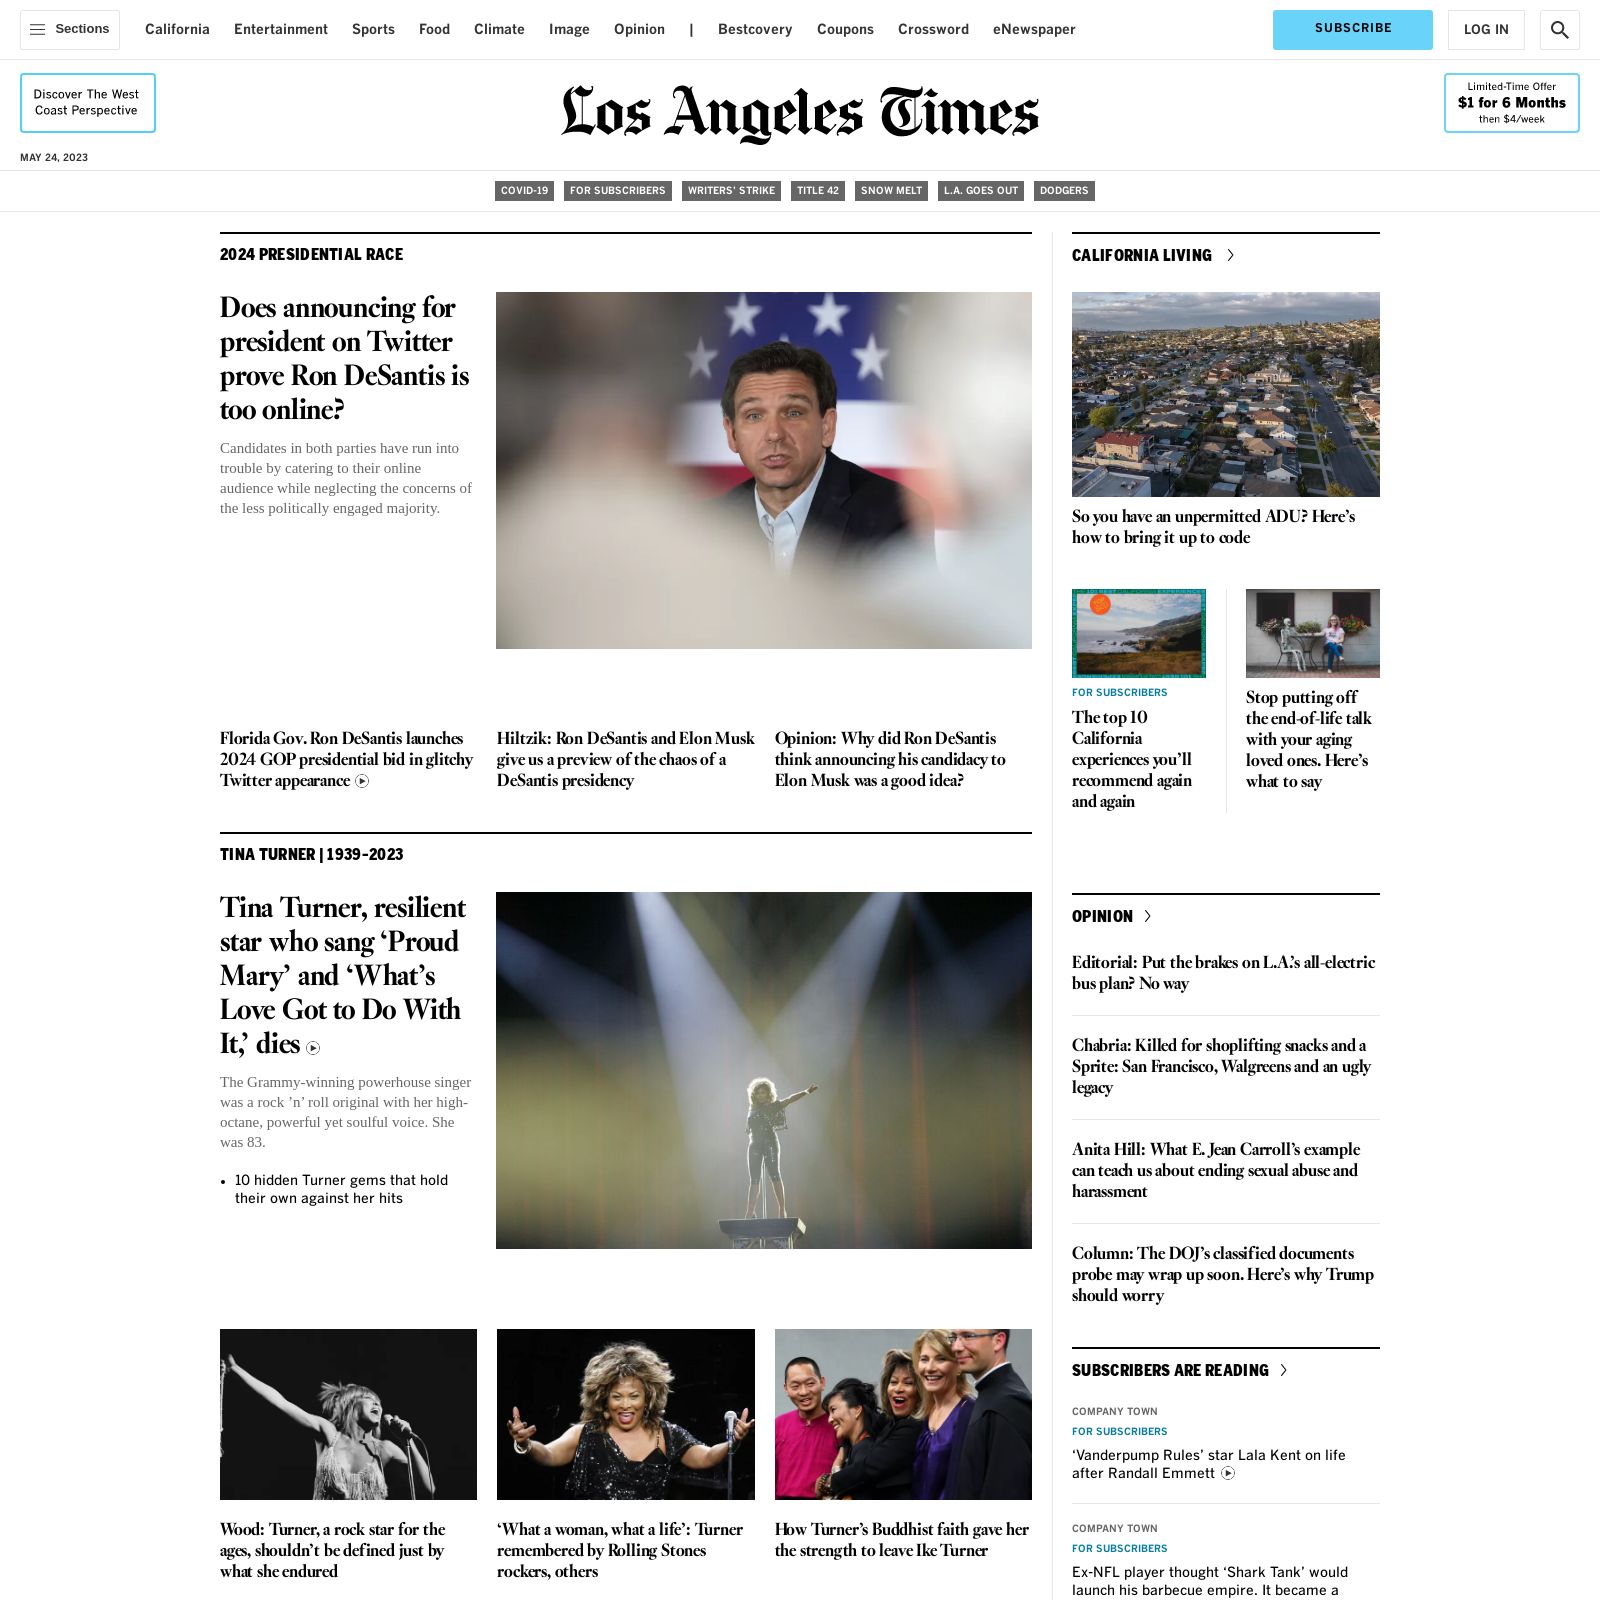 Sections
California
Entertainment
Sports
Food
Climate
Image
Opinion
|
Bestcovery
Coupons
Crossword
eNewspaper
SUBSCRIBE
LOG IN
Discover The West
Coast Perspective
Los Angeles Times
Limited-Time Offer
$1 for 6 Months
then $4/week
MAY 24, 2023
COVID-19
FOR SUBSCRIBERS
WRITERS' STRIKE
TITLE 42
SNOW MELT
L.A. GOES OUT
DODGERS
2024 PRESIDENTIAL RACE
Does announcing for
president on Twitter
prove Ron DeSantis is
too online?
Candidates in both parties have run into
trouble by catering to their online
audience while neglecting the concerns of
the less politically engaged majority.
Florida Gov. Ron DeSantis launches
2024 GOP presidential bid in glitchy
Twitter appearance
Hiltzik: Ron DeSantis and Elon Musk
give us a preview of the chaos of a
DeSantis presidency
Opinion: Why did Ron DeSantis
think announcing his candidacy to
Elon Musk was a good idea?
TINA TURNER | 1939-2023
Tina Turner, resilient
star who sang ‘Proud
Mary’ and ‘What’s
Love Got to Do With
It,’ dies
The Grammy-winning powerhouse singer
was a rock ’n’ roll original with her high-
octane, powerful yet soulful voice. She
was 83.
• 10 hidden Turner gems that hold
their own against her hits
Wood: Turner, a rock star for the
ages, shouldn’t be defined just by
what she endured
‘What a woman, what a life’: Turner
remembered by Rolling Stones
rockers, others
How Turner’s Buddhist faith gave her
the strength to leave Ike Turner
CALIFORNIA LIVING
So you have an unpermitted ADU? Here’s
how to bring it up to code
FOR SUBSCRIBERS
The top 10
California
experiences you’ll
recommend again
and again
Stop putting off
the end-of-life talk
with your aging
loved ones. Here’s
what to say
OPINION
Editorial: Put the brakes on L.A.’s all-electric
bus plan? No way
Chabria: Killed for shoplifting snacks and a
Sprite: San Francisco, Walgreens and an ugly
legacy
Anita Hill: What E. Jean Carroll’s example
can teach us about ending sexual abuse and
harassment
Column: The DOJ’s classified documents
probe may wrap up soon. Here’s why Trump
should worry
SUBSCRIBERS ARE READING
COMPANY TOWN
FOR SUBSCRIBERS
‘Vanderpump Rules’ star Lala Kent on life
after Randall Emmett
COMPANY TOWN
FOR SUBSCRIBERS
Ex-NFL player thought ‘Shark Tank’ would
launch his barbecue empire. It became a